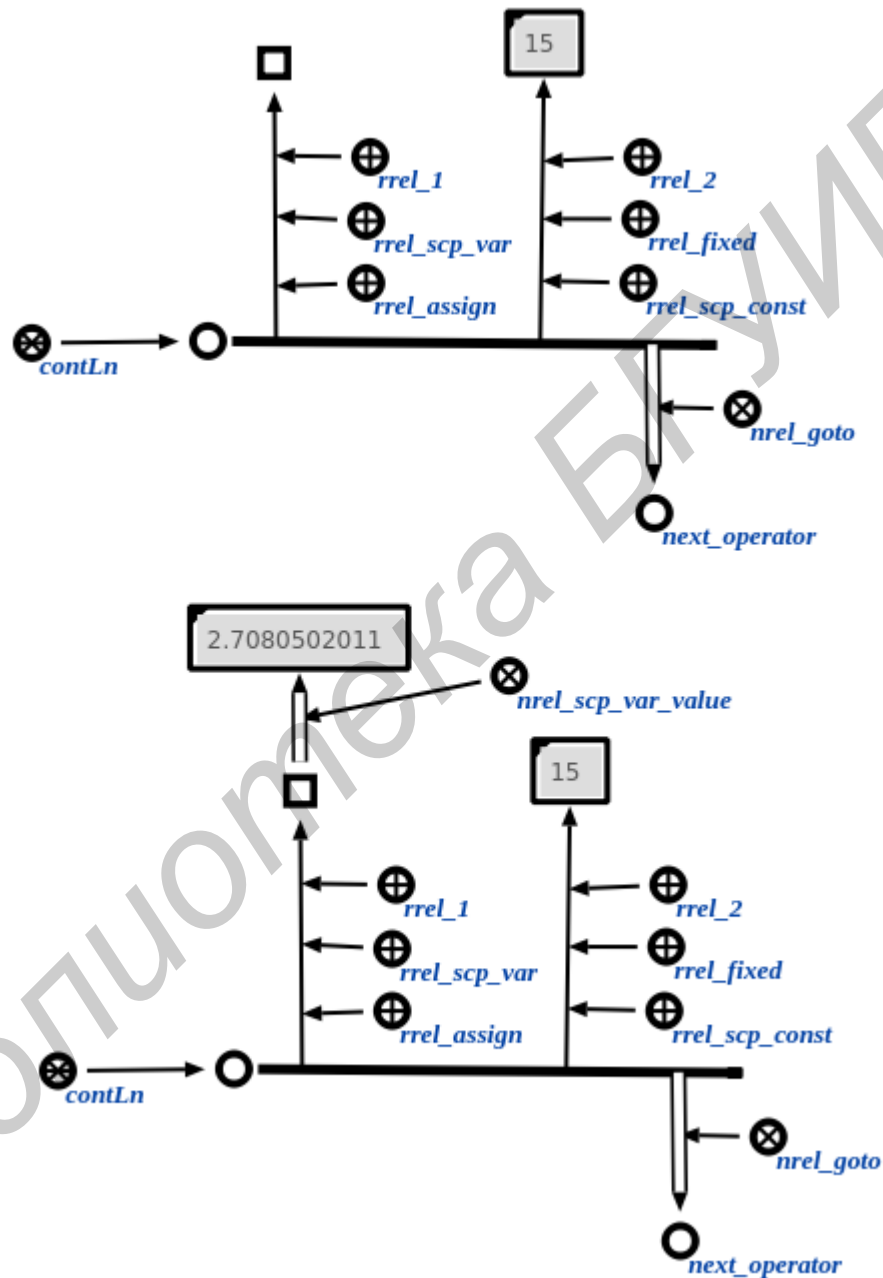 15
rrel_1
rrel_2
rrel_scp_var
rrel_fixed
rrel_assign
rrel_scp_const
contLn
nrel_goto
next_operator
2.7080502011
nrel_scp_var_value
15
rrel_1
rrel_2
rrel_scp_var
rrel_fixed
rrel_assign
rrel_scp_const
contLn
nrel_goto
next_operator